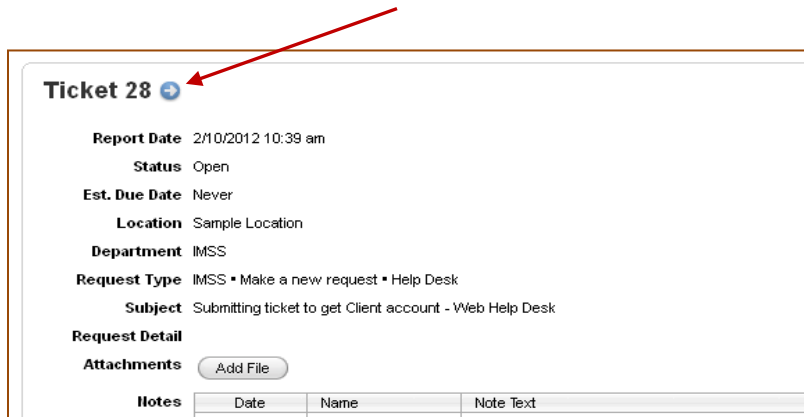 Ticket 28
Report Date 2/10/2012 10:39 am
Status Open
Est. Due Date Never
Location Sample Location
Department IMSS
Request Type IMSS • Make a new request • Help Desk
Subject Submitting ticket to get Client account - Web Help Desk
Request Detail
Attachments Add File
Notes Date Name Note Text